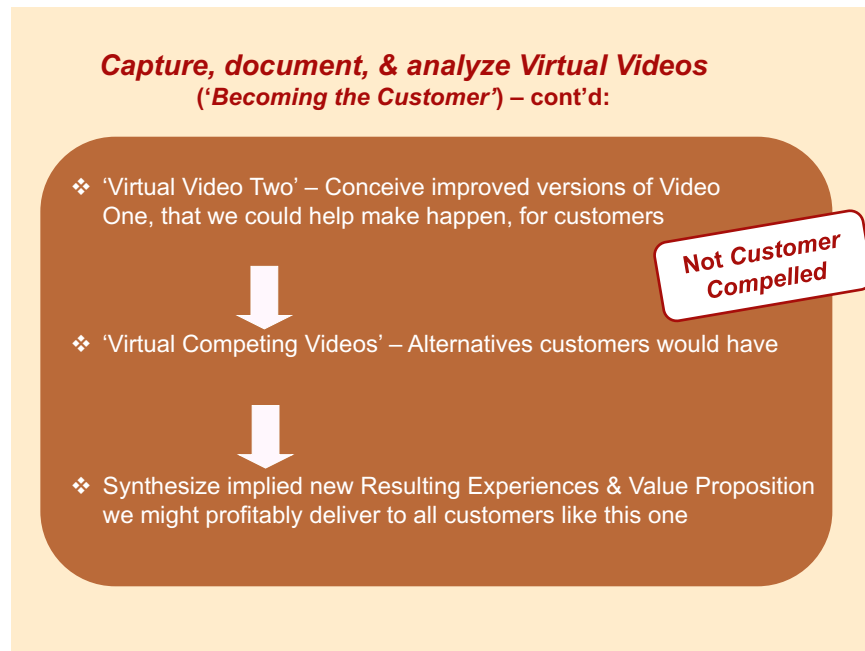 Capture, document, & analyze Virtual Videos
(‘Becoming the Customer’) – cont’d:
❖ ‘Virtual Video Two’ – Conceive improved versions of Video
One, that we could help make happen, for customers
Not Customer
Compelled
❖ ‘Virtual Competing Videos’ – Alternatives customers would have
❖ Synthesize implied new Resulting Experiences & Value Proposition
we might profitably deliver to all customers like this one